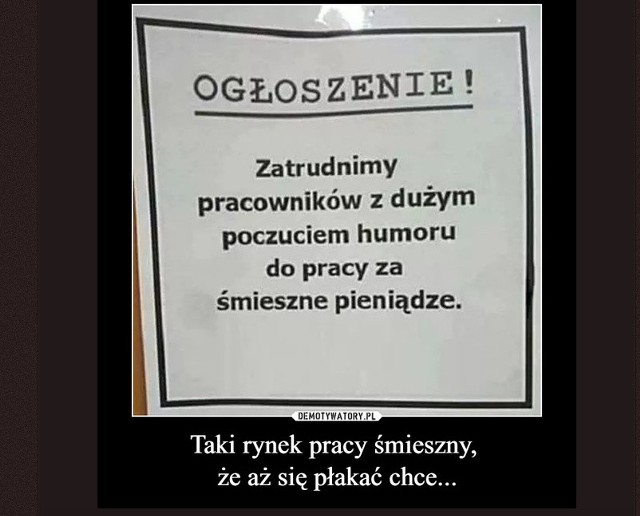 OGŁOSZENIE!
Zatrudnimy
pracowników z dużym
poczuciem humoru
do pracy za
śmieszne pieniądze.
DEMOTYWATORY.PL
Taki rynek pracy śmieszny,
że aż się płakać chce...